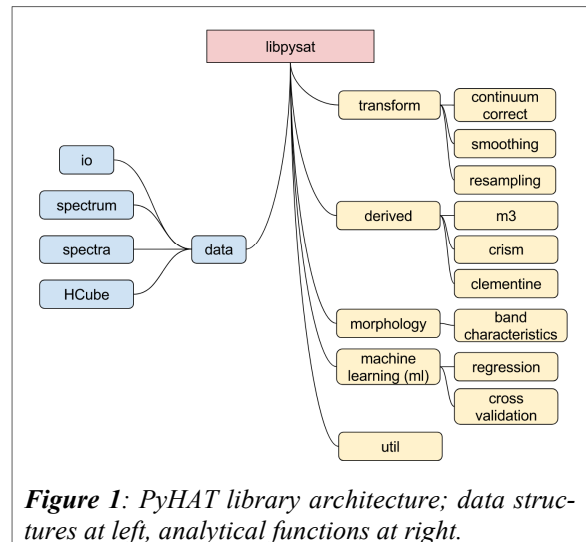 libpysat
transform
continuum
correct
smoothing
resampling
io
spectrum
spectra
HCube
data
derived
m3
crism
clementine
morphology
band
characteristics
machine
learning (ml)
regression
cross
validation
util
Figure 1: PyHAT library architecture; data struc-
tures at left, analytical functions at right.